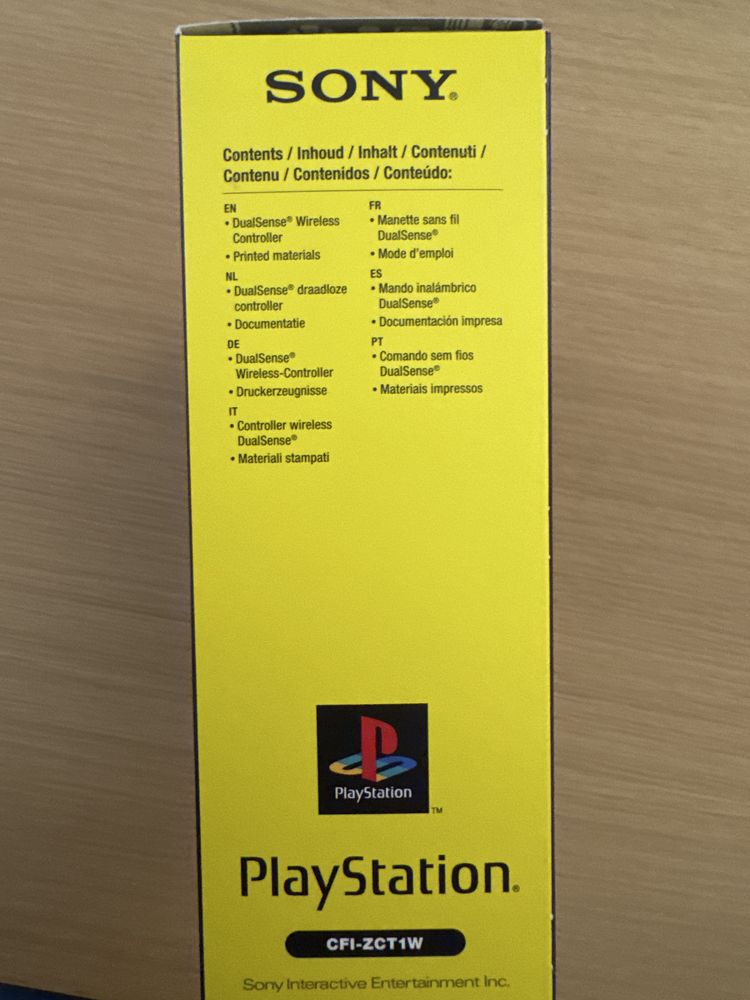 SONY®
Contents / Inhoud / Inhalt / Contenuti /
Contenu / Contenidos / Conteúdo:
EN
• DualSense® Wireless
Controller
• Printed materials
NL
• DualSense® draadloze
controller
• Documentatie
DE
• DualSense®
Wireless-Controller
• Druckerzeugnisse
IT
• Controller wireless
DualSense®
• Materiali stampati
FR
• Manette sans fil
DualSense®
• Mode d'emploi
ES
• Mando inalámbrico
DualSense®
• Documentación impresa
PT
• Comando sem fios
DualSense®
• Materiais impressos
PlayStation
™
PlayStation®
CFI-ZCT1W
Sony Interactive Entertainment Inc.